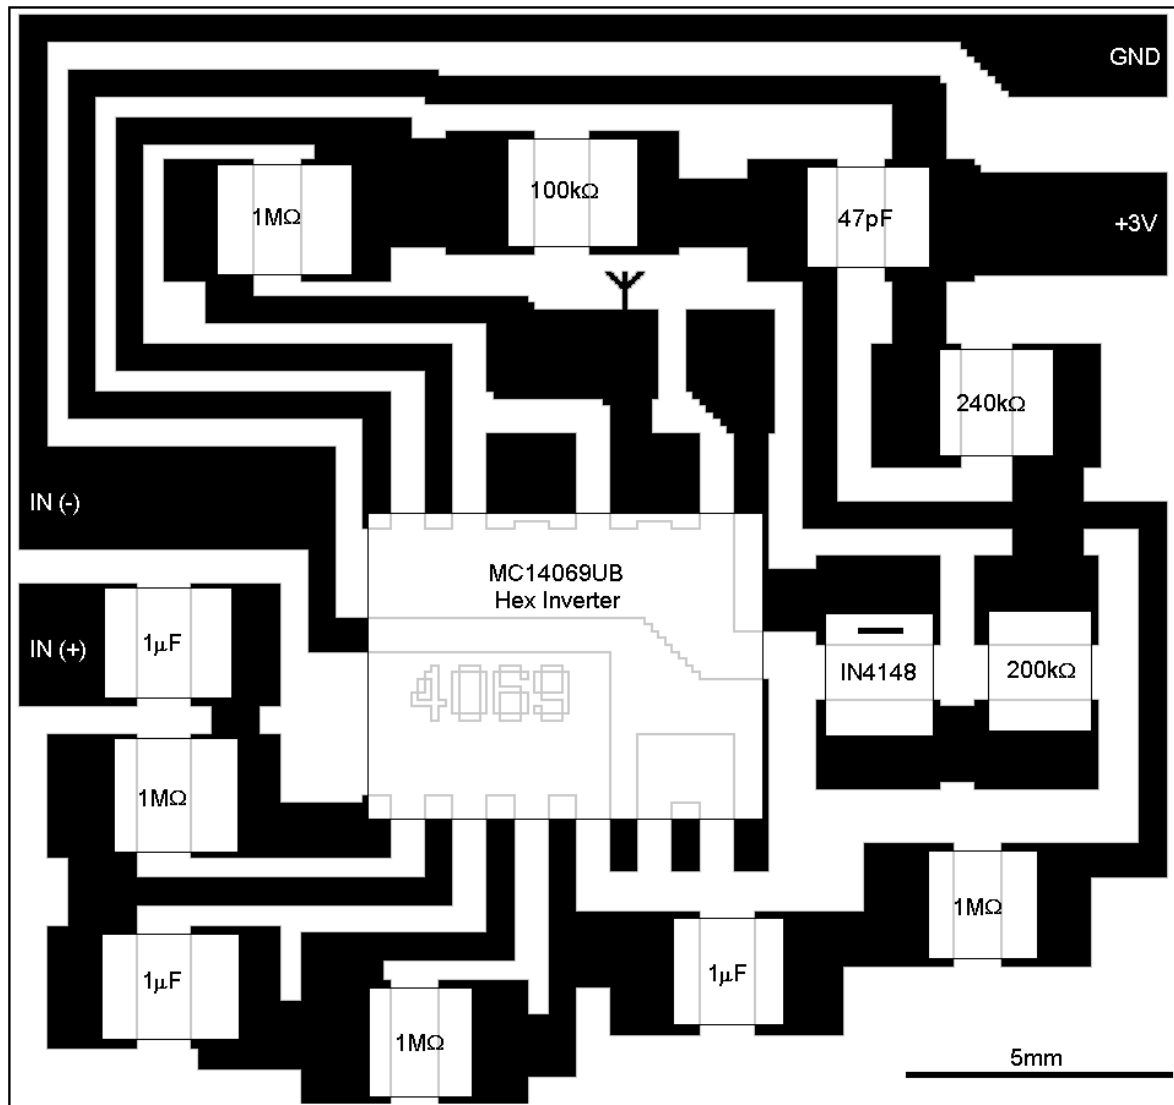 GND
100kΩ
1MΩ
47pF
+3V
240kΩ
IN (-)
MC14069UB
Hex Inverter
1μF
IN (+)
4069
IN4148
200kΩ
1MΩ
1MΩ
1μF
1μF
1MΩ
5mm